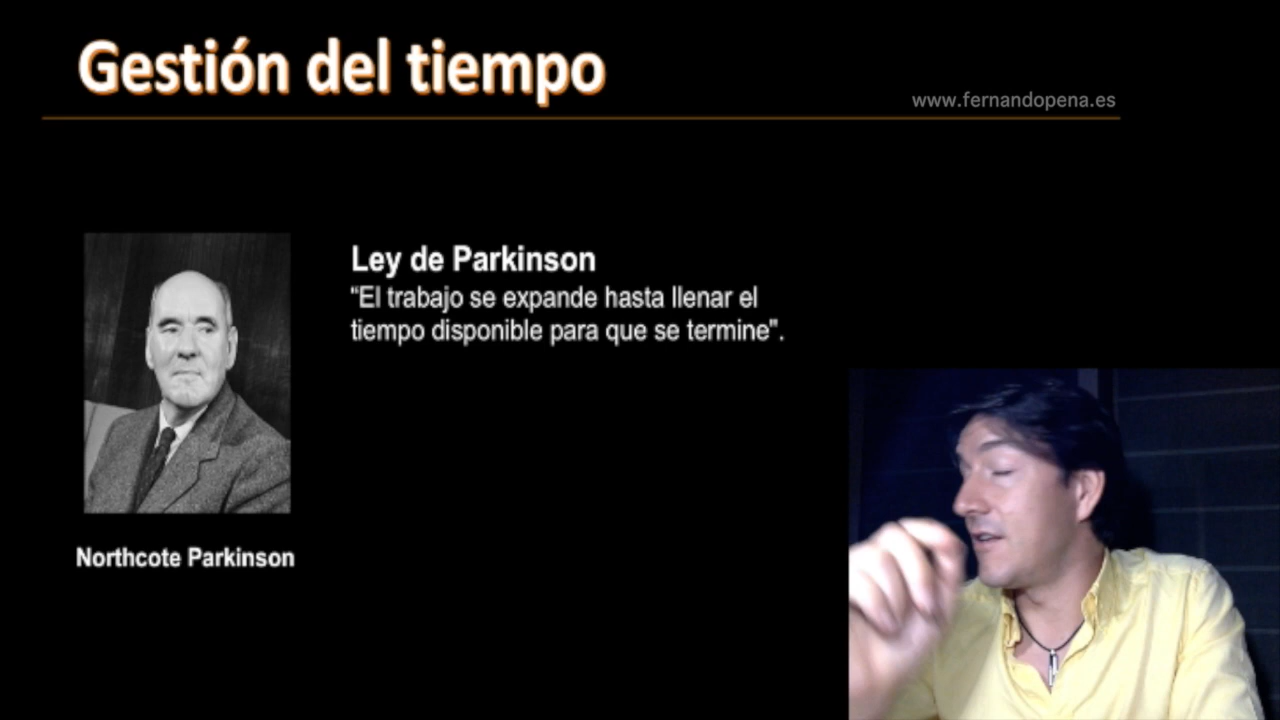 Gestión del tiempo
www.fernandopena.es
Ley de Parkinson
“El trabajo se expande hasta llenar el
tiempo disponible para que se termine".
Northcote Parkinson